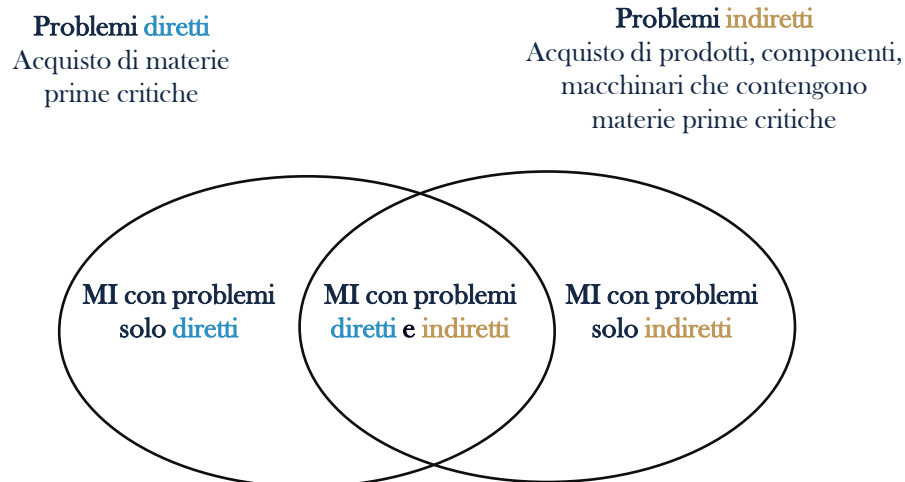 Problemi diretti
Acquisto di materie
prime critiche
Problemi indiretti
Acquisto di prodotti, componenti,
macchinari che contengono
materie prime critiche
MI con problemi
solo diretti
MI con problemi
diretti e indiretti
MI con problemi
solo indiretti